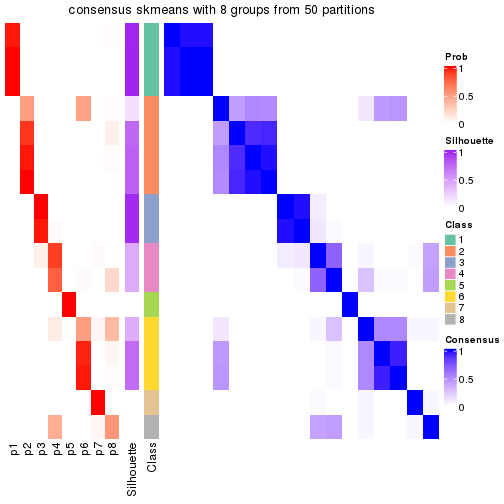 consensus skmeans with 8 groups from 50 partitions
Prob
1
0.5
0
Silhouette
1
0.5
0
Class
1
2
3
4
5
6
7
8
Consensus
1
0.5
0
p1
p2
p3
p4
p5
p6
p7
p8
Silhouette
Class